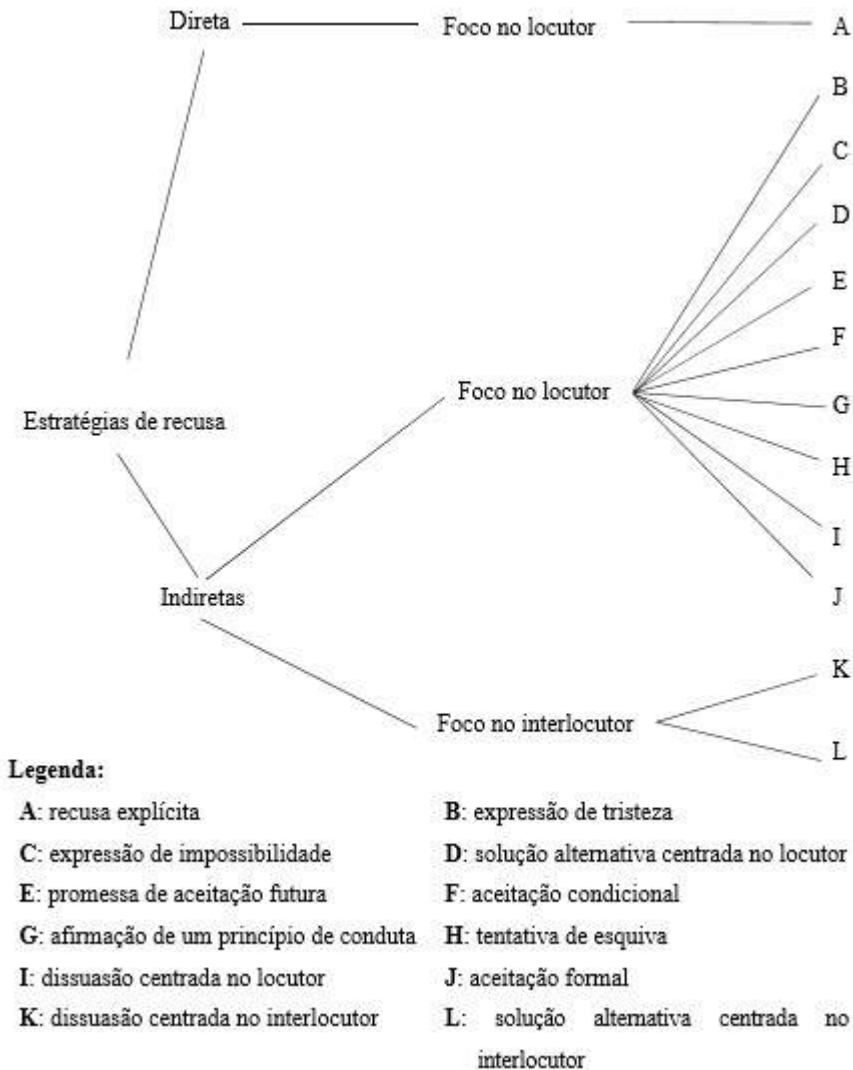 Direta Foco no locutor A
B
C
D
E
F
Foco no locutor
G
Estratégias de recusa
H
I
Indiretas J
K
Foco no interlocutor
L
Legenda:
A: recusa explícita B: expressão de tristeza
C: expressão de impossibilidade D: solução alternativa centrada no locutor
E: promessa de aceitação futura F: aceitação condicional
G: afirmação de um princípio de conduta H: tentativa de esquiva
I: dissuasão centrada no locutor J: aceitação formal
K: dissuasão centrada no interlocutor L: solução alternativa centrada no
interlocutor